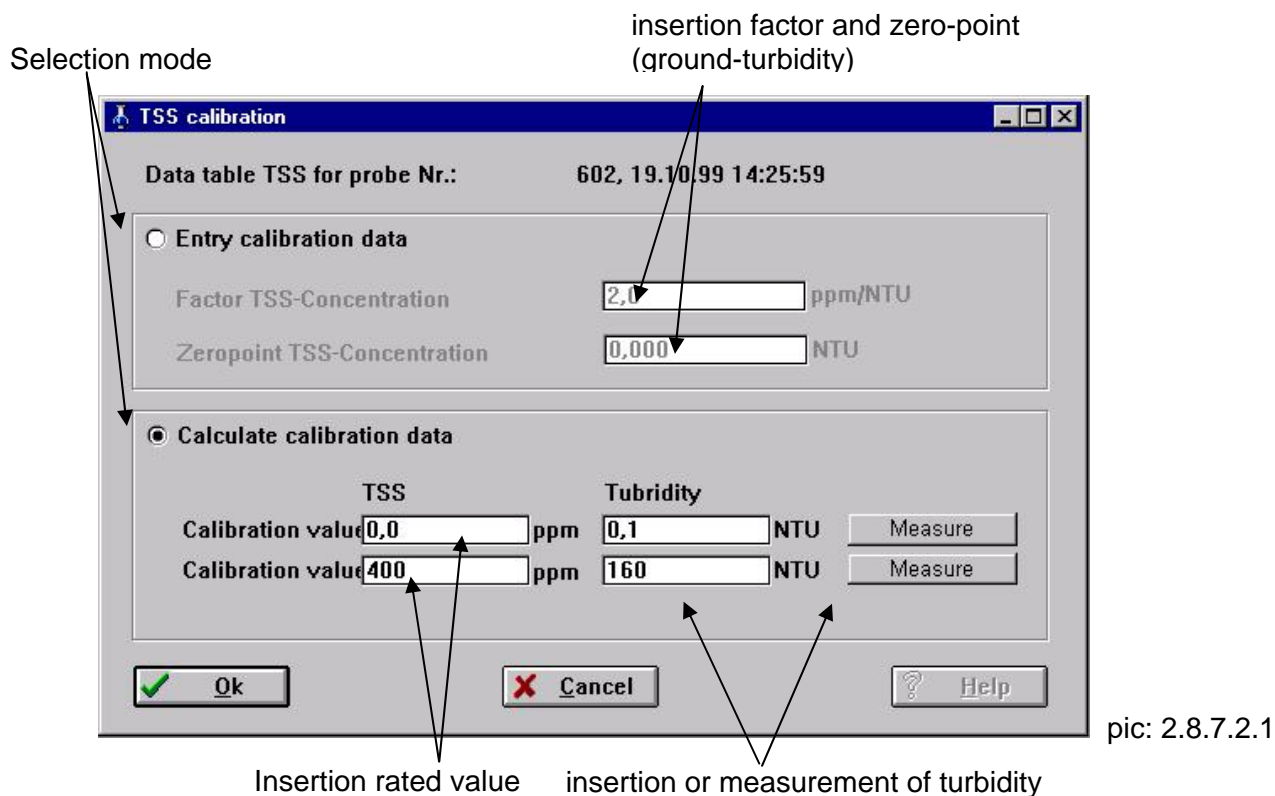 insertion factor and zero-point
(ground-turbidity)
Selection mode
TSS calibration
Data table TSS for probe Nr.: 602, 19.10.99 14:25:59
Entry calibration data
Factor TSS-Concentration 2,0 ppm/NTU
Zeropoint TSS-Concentration 0,000 NTU
Calculate calibration data
TSS Tubridity
Calibration value 0,0 ppm 0,1 NTU Measure
Calibration value 400 ppm 160 NTU Measure
Ok Cancel Help
pic: 2.8.7.2.1
Insertion rated value insertion or measurement of turbidity